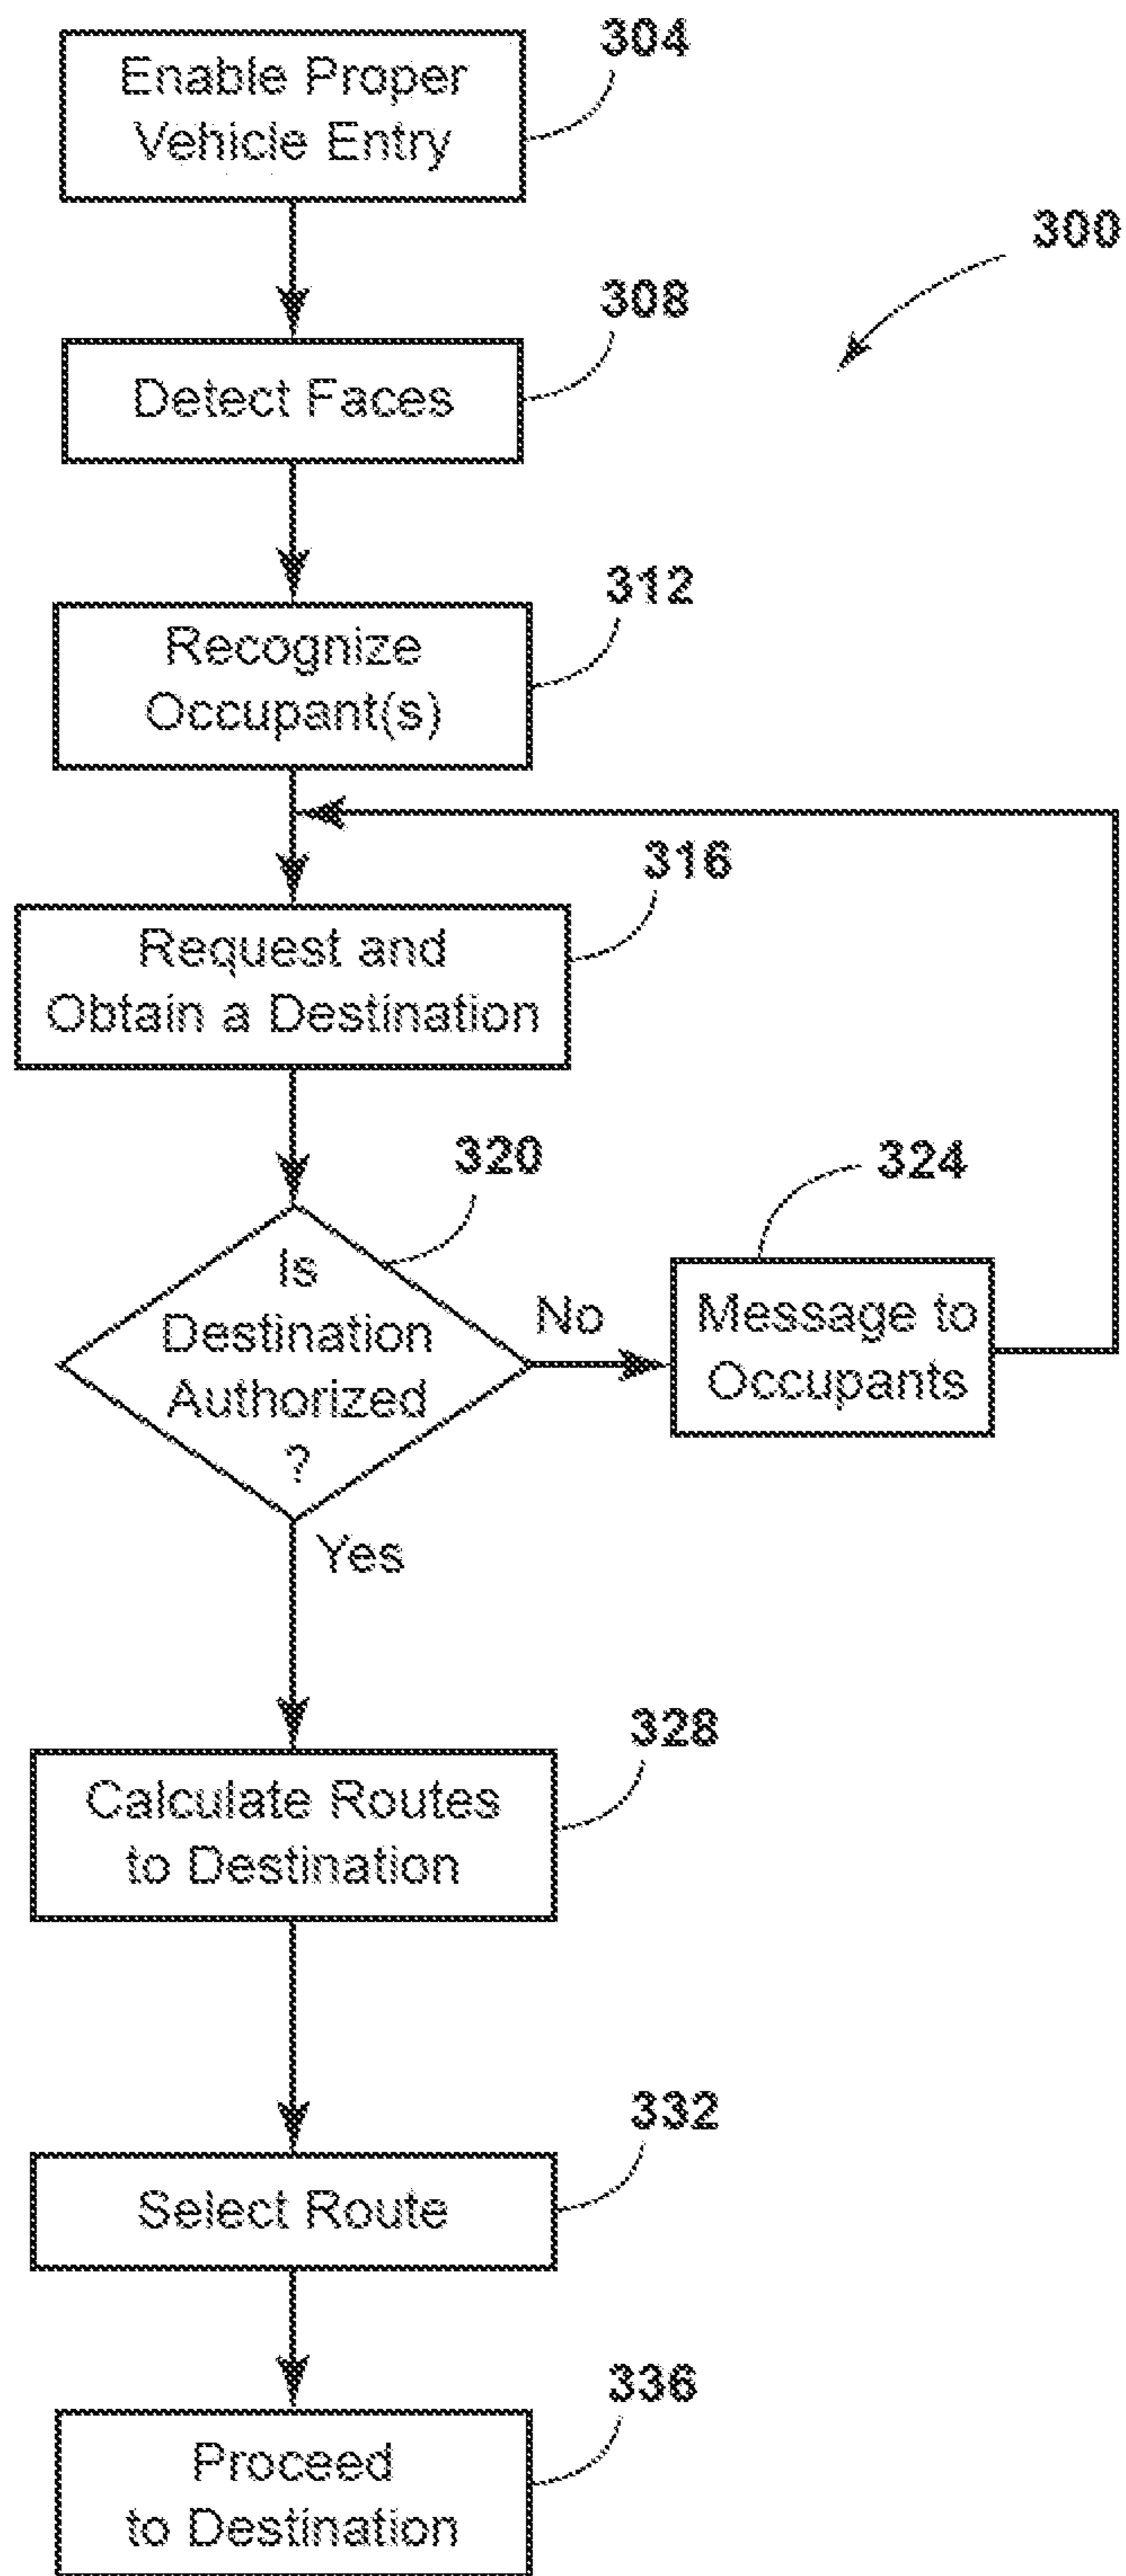 304
Enable Proper
Vehicle Entry
300
308
Detect Faces
312
Recognize
Occupant(s)
316
Request and
Obtain a Destination
320
324
Is
Destination
Authorized
?
No
Message to
Occupants
Yes
328
Calculate Routes
to Destination
332
Select Route
336
Proceed
to Destination